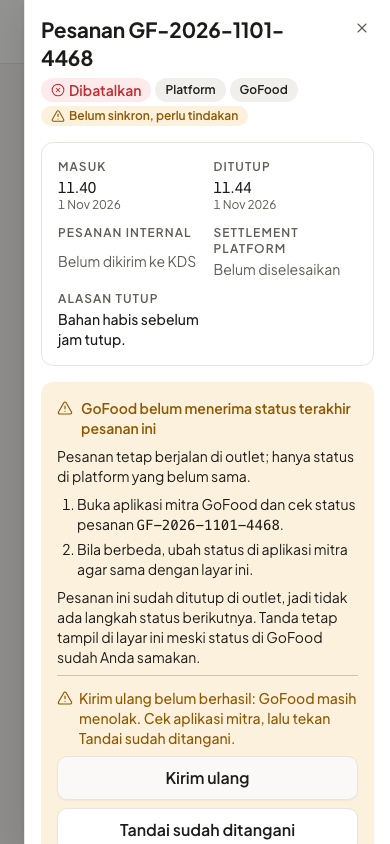 Pesanan GF-2026-1101-
4468
Dibatalkan
Platform
GoFood
Belum sinkron, perlu tindakan
MASUK
11.40
1 Nov 2026
DITUTUP
11.44
1 Nov 2026
PESANAN INTERNAL
Belum dikirim ke KDS
SETTLEMENT
PLATFORM
Belum diselesaikan
ALASAN TUTUP
Bahan habis sebelum
jam tutup.
GoFood belum menerima status terakhir
pesanan ini
Pesanan tetap berjalan di outlet; hanya status
di platform yang belum sama.
1. Buka aplikasi mitra GoFood dan cek status
pesanan GF-2026-1101-4468.
2. Bila berbeda, ubah status di aplikasi mitra
agar sama dengan layar ini.
Pesanan ini sudah ditutup di outlet, jadi tidak
ada langkah status berikutnya. Tanda tetap
tampil di layar ini meski status di GoFood
sudah Anda samakan.
Kirim ulang belum berhasil: GoFood masih
menolak. Cek aplikasi mitra, lalu tekan
Tandai sudah ditangani.
Kirim ulang
Tandai sudah ditangani